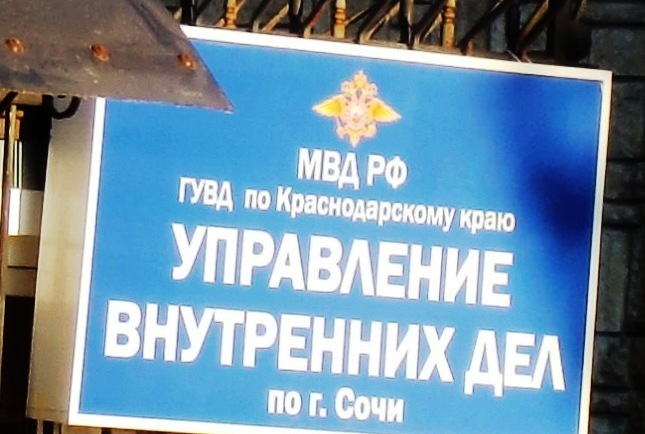 МВД РФ
ГУВД по Краснодарскому краю
УПРАВЛЕНИЕ
ВНУТРЕННИХ ДЕЛ
по г. Сочи